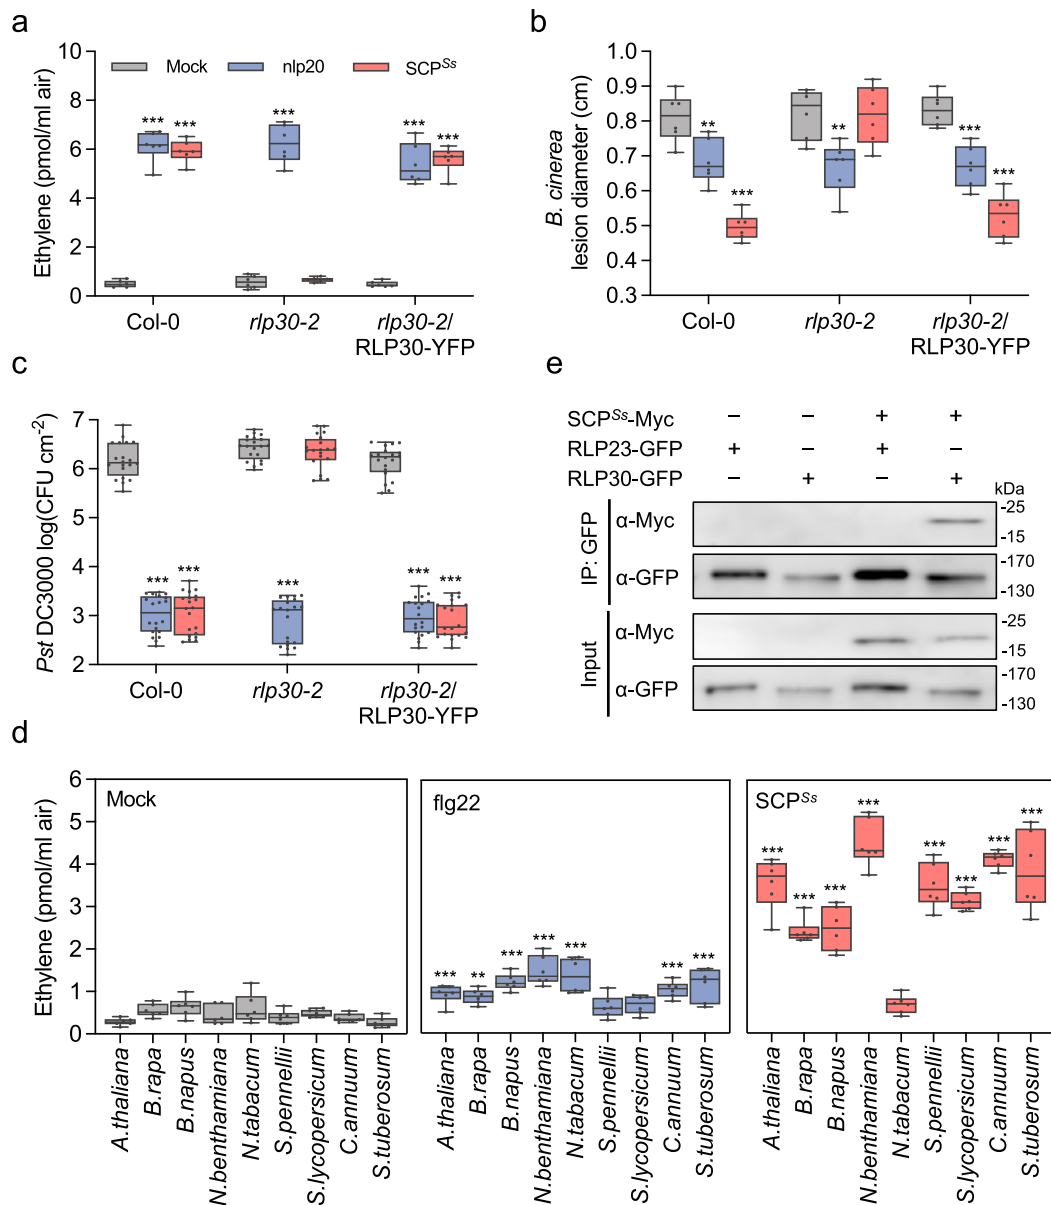 a
Ethylene (pmol/ml air)
10
8
6
4
2
0
Mock nlp20 SCPSs
*** *** *** *** ***
Col-0 rlp30-2 rlp30-2/
RLP30-YFP
b
B. cinerea
lesion diameter (cm)
1.0
0.9
0.8
0.7
0.6
0.5
0.4
0.3
** *** ** *** ***
Col-0 rlp30-2 rlp30-2/
RLP30-YFP
c
Pst DC3000 log(CFU cm-2)
7
6
5
4
3
2
*** *** *** *** ***
Col-0 rlp30-2 rlp30-2/
RLP30-YFP
e
SCPSs-Myc – – + +
RLP23-GFP + – + –
RLP30-GFP – + – +
kDa
IP: GFP
α-Myc -25
-15
α-GFP -170
-130
Input
α-Myc -25
-15
α-GFP -170
-130
d
Ethylene (pmol/ml air)
6
5
4
3
2
1
0
Mock
A.thaliana
B.rapa
B.napus
N.benthamiana
N.tabacum
S.pennellii
S.lycopersicum
C.annuum
S.tuberosum
flg22
*** ** *** *** *** *** ***
A.thaliana
B.rapa
B.napus
N.benthamiana
N.tabacum
S.pennellii
S.lycopersicum
C.annuum
S.tuberosum
SCPSs
*** *** *** *** *** *** *** ***
A.thaliana
B.rapa
B.napus
N.benthamiana
N.tabacum
S.pennellii
S.lycopersicum
C.annuum
S.tuberosum